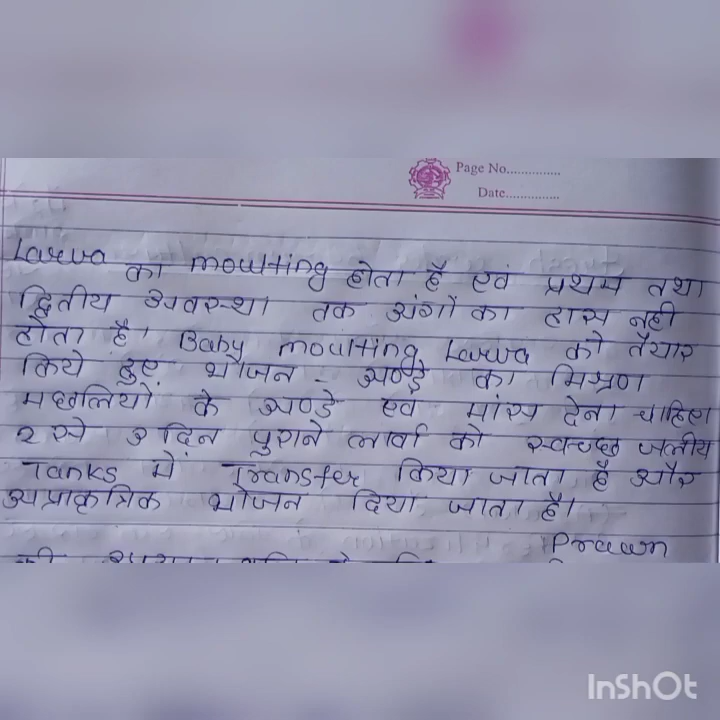 Page No...............
Date...............
Larva का moulting होता है एवं प्रथम तथा
द्वितीय अवस्था तक अंगों का हास नही
होता है। Baby moulting Larva को तैयार
किये हुए भोजन - अण्डे का मिश्रण
मछलियों के अण्डे एवं मांस देना चाहिए
2 से 3 दिन पुराने लार्वा को स्वच्छ जलीय
Tanks में Transfer किया जाता है और
अप्राकृत्रिक भोजन दिया जाता है।
Prawn
InShOt